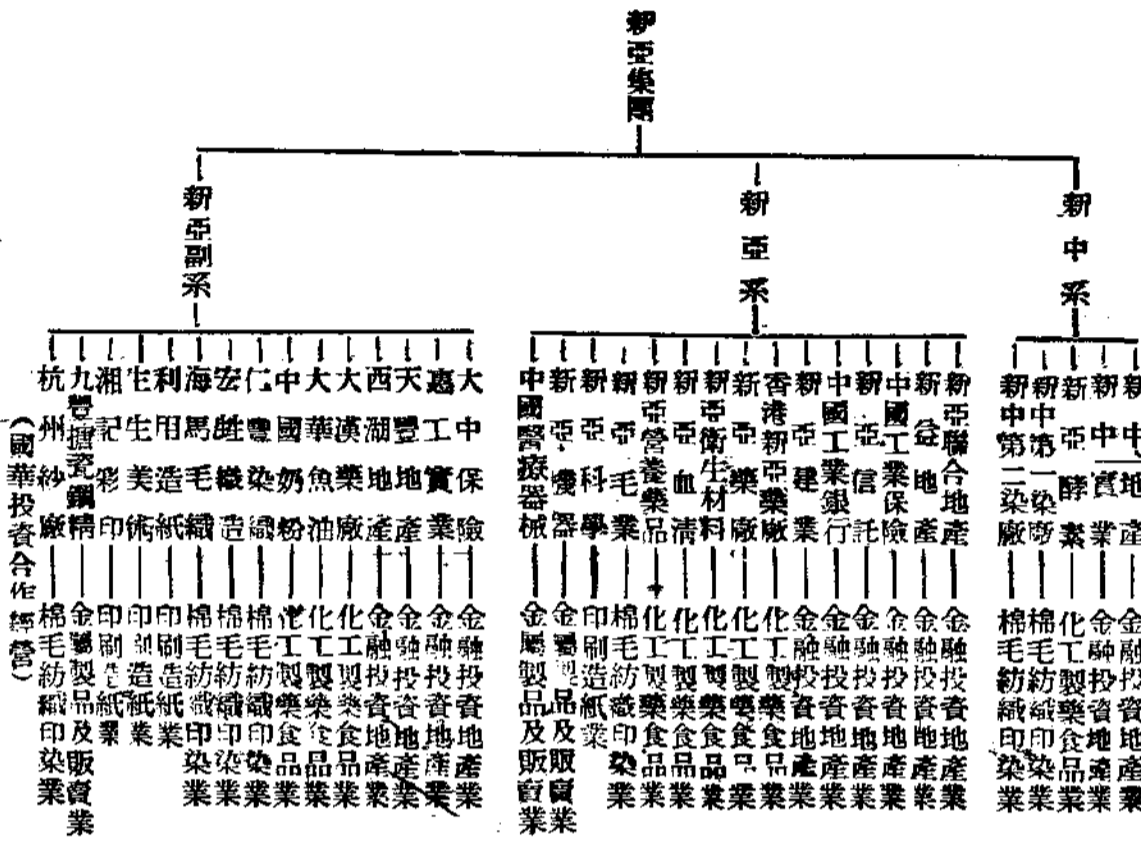 新亞集團
新中系
新中地產 金融投資地產業
新中實業 金融投資地產業
新亞酵素 化工製藥食品業
新中第一染廠 棉毛紡織印染業
新中第二染廠 棉毛紡織印染業
新亞系
新亞聯合地產 金融投資地產業
新益地產 金融投資地產業
中國工業保險 金融投資地產業
新亞信託 金融投資地產業
中國工業銀行 金融投資地產業
新亞建業 金融投資地產業
香港新亞藥廠 化工製藥食品業
新亞藥廠 化工製藥食品業
新亞衛生材料 化工製藥食品業
新亞血清 化工製藥食品業
新亞營養藥品 化工製藥食品業
新亞毛業 棉毛紡織印染業
新亞科學 印刷造紙業
新亞機器 金屬製品及販賣業
中國醫療器械 金屬製品及販賣業
新亞副系
大中保險 金融投資地產業
惠工實業 金融投資地產業
天豐地產 金融投資地產業
西湖地產 金融投資地產業
大漢藥廠 化工製藥食品業
大華魚油 化工製藥食品業
中國奶粉 化工製藥食品業
仁豐染織 棉毛紡織印染業
安甡織造 棉毛紡織印染業
海馬毛織 棉毛紡織印染業
利用造紙 印刷造紙業
生生美術 印刷造紙業
湘記彩印 印刷造紙業
九豐搪瓷鋼精 金屬製品及販賣業
杭州紗廠 棉毛紡織印染業
(國華投資合作經營)